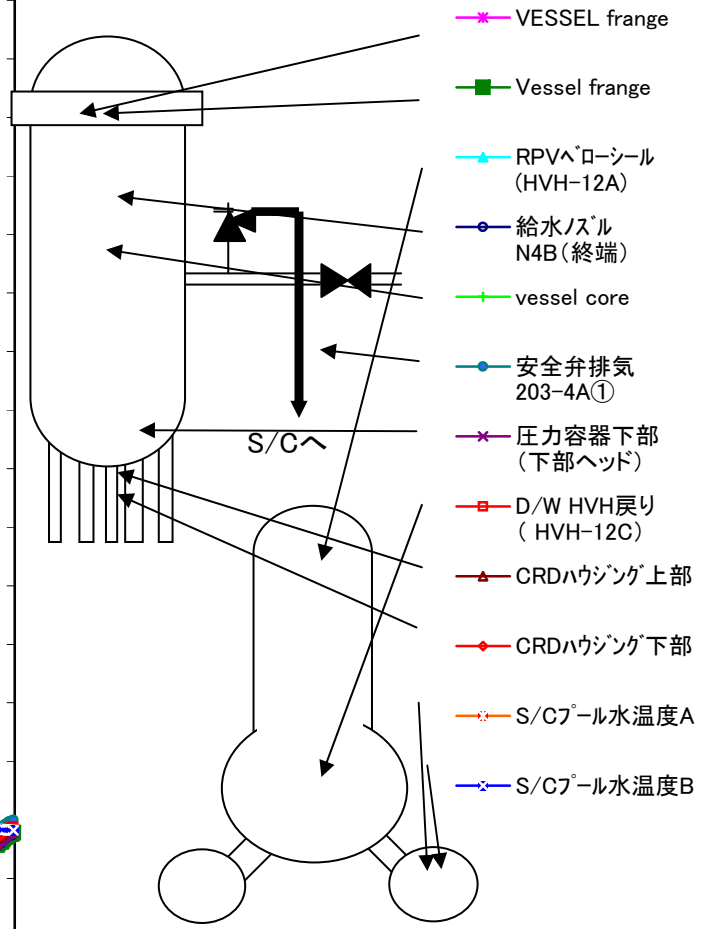 VESSEL frange
Vessel frange
RPVﾍﾞﾛｰｼｰﾙ
(HVH-12A)
給水ﾉｽﾞﾙ
N4B(終端)
vessel core
安全弁排気
203-4A①
圧力容器下部
(下部ヘッド)
D/W HVH戻り
( HVH-12C)
CRDﾊｳｼﾞﾝｸﾞ上部
CRDﾊｳｼﾞﾝｸﾞ下部
S/Cﾌﾟｰﾙ水温度A
S/Cﾌﾟｰﾙ水温度B
S/Cへ